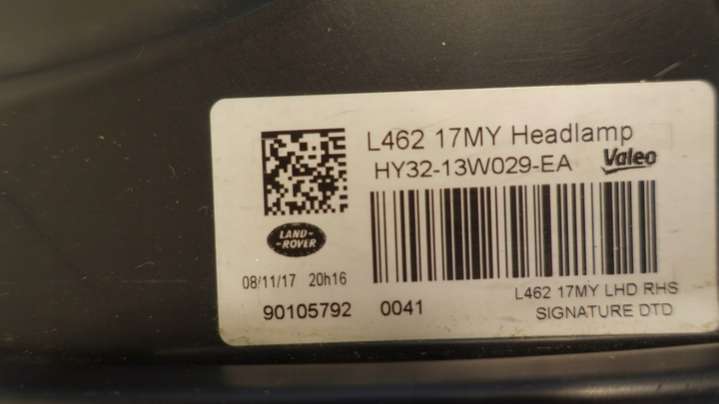 L462 17MY Headlamp
HY32-13W029-EA Valeo
LAND-
-ROVER
08/11/17 20h16
L462 17MY LHD RHS
90105792 0041
SIGNATURE DTD